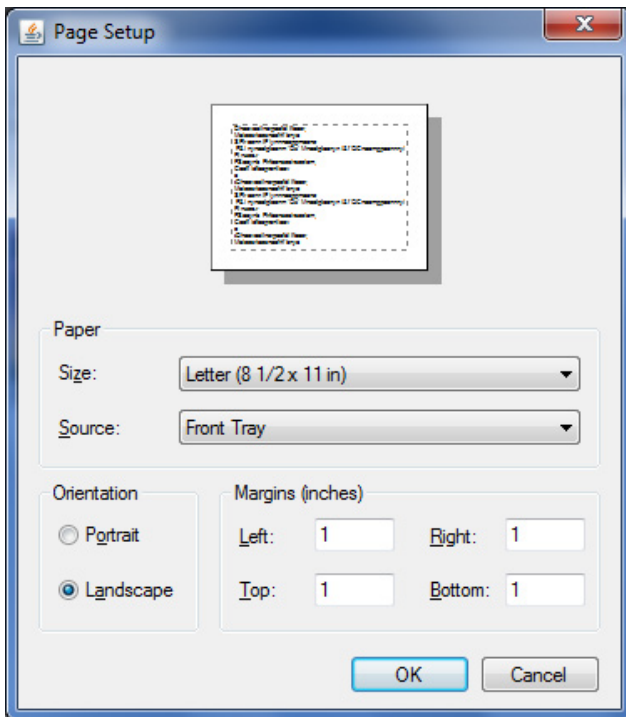 Page Setup
Paper
Size: Letter (8 1/2 x 11 in)
Source: Front Tray
Orientation
Margins (inches)
Portrait
Left: 1 Right: 1
Landscape
Top: 1 Bottom: 1
OK Cancel